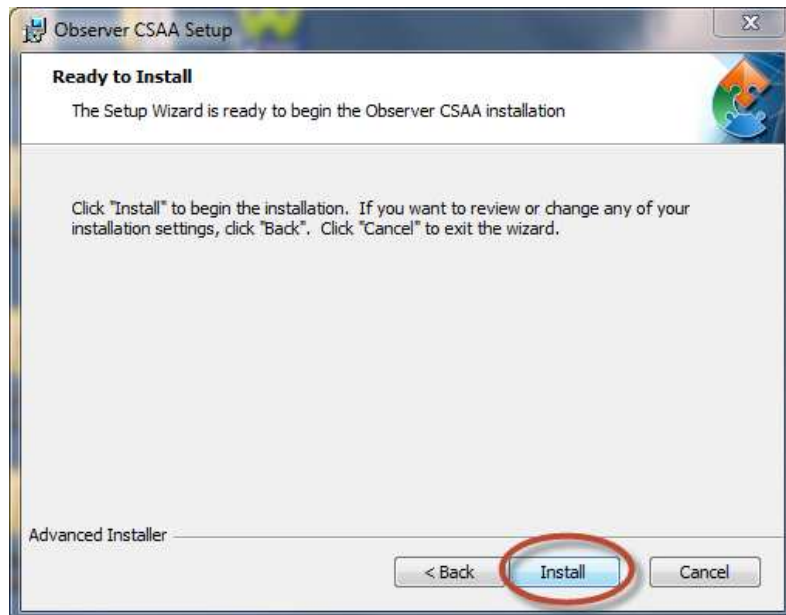 Observer CSAA Setup
Ready to Install
The Setup Wizard is ready to begin the Observer CSAA installation
Click "Install" to begin the installation. If you want to review or change any of your
installation settings, click "Back". Click "Cancel" to exit the wizard.
Advanced Installer
< Back Install Cancel